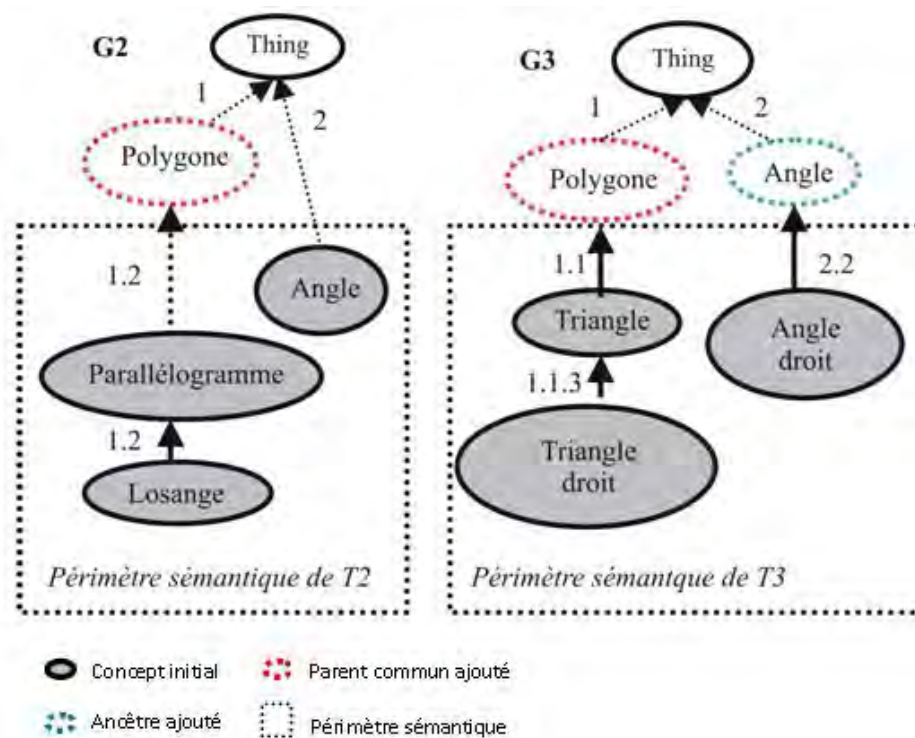 G2
Thing
1
2
Polygone
1.2
Angle
Parallélogramme
1.2
Losange
Périmètre sémantique de T2
G3
Thing
1
2
Polygone
Angle
1.1
2.2
Triangle
Angle
droit
1.1.3
Triangle
droit
Périmètre sémantque de T3
Concept initial
Parent commun ajouté
Ancêtre ajouté
Périmètre sémantique